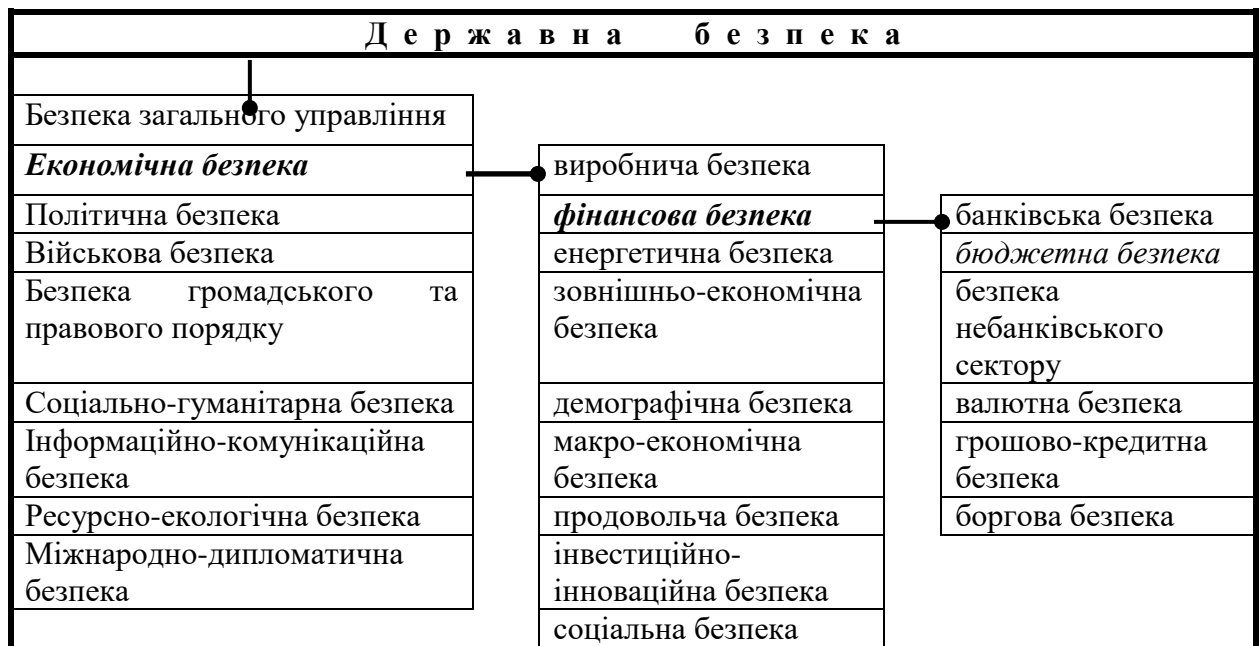 Державна безпека
Безпека загального управління
Економічна безпека
Політична безпека
Військова безпека
Безпека громадського та
правового порядку
Соціально-гуманітарна безпека
Інформаційно-комунікаційна
безпека
Ресурсно-екологічна безпека
Міжнародно-дипломатична
безпека
виробнича безпека
фінансова безпека
енергетична безпека
зовнішньо-економічна
безпека
демографічна безпека
макро-економічна
безпека
продовольча безпека
інвестиційно-
інноваційна безпека
соціальна безпека
банківська безпека
бюджетна безпека
безпека
небанківського
сектору
валютна безпека
грошово-кредитна
безпека
боргова безпека